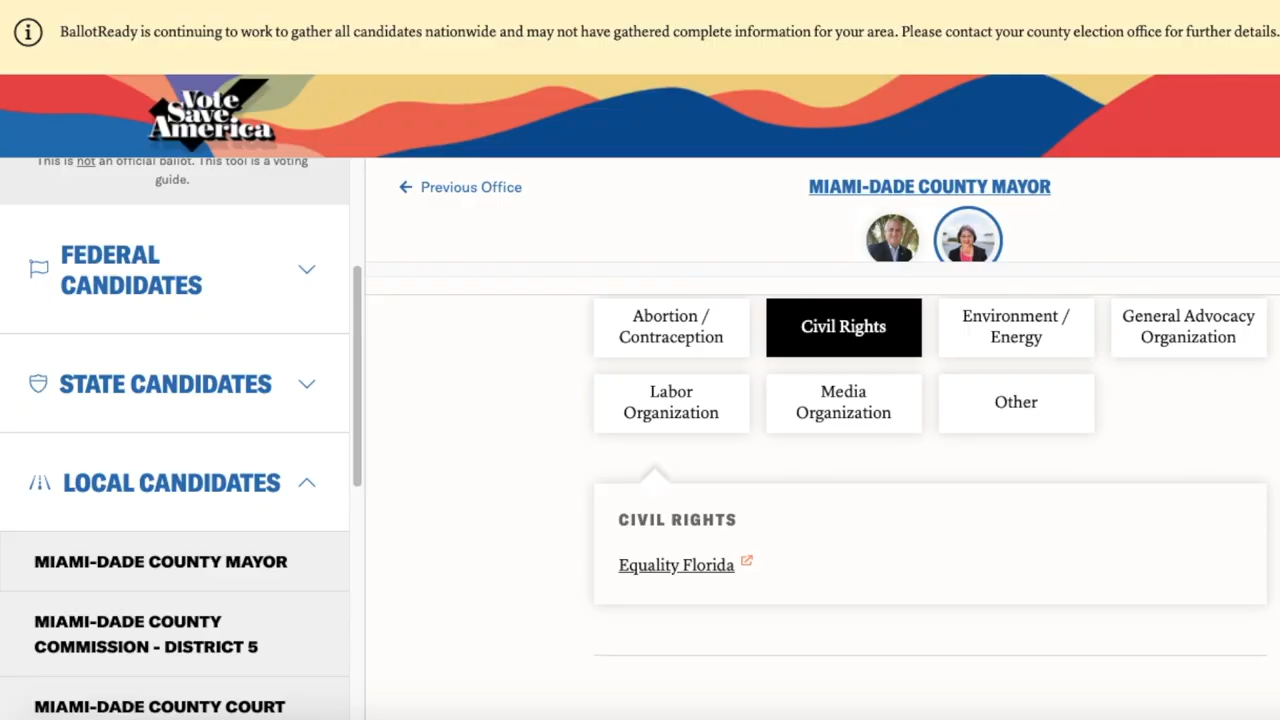 BallotReady is continuing to work to gather all candidates nationwide and may not have gathered complete information for your area. Please contact your county election office for further details.
Vote
Save
America
This is not an official ballot. This tool is a voting
guide.
FEDERAL
CANDIDATES
STATE CANDIDATES
LOCAL CANDIDATES
MIAMI-DADE COUNTY MAYOR
MIAMI-DADE COUNTY
COMMISSION - DISTRICT 5
MIAMI-DADE COUNTY COURT
Previous Office
MIAMI-DADE COUNTY MAYOR
Abortion /
Contraception
Civil Rights
Environment /
Energy
General Advocacy
Organization
Labor
Organization
Media
Organization
Other
CIVIL RIGHTS
Equality Florida